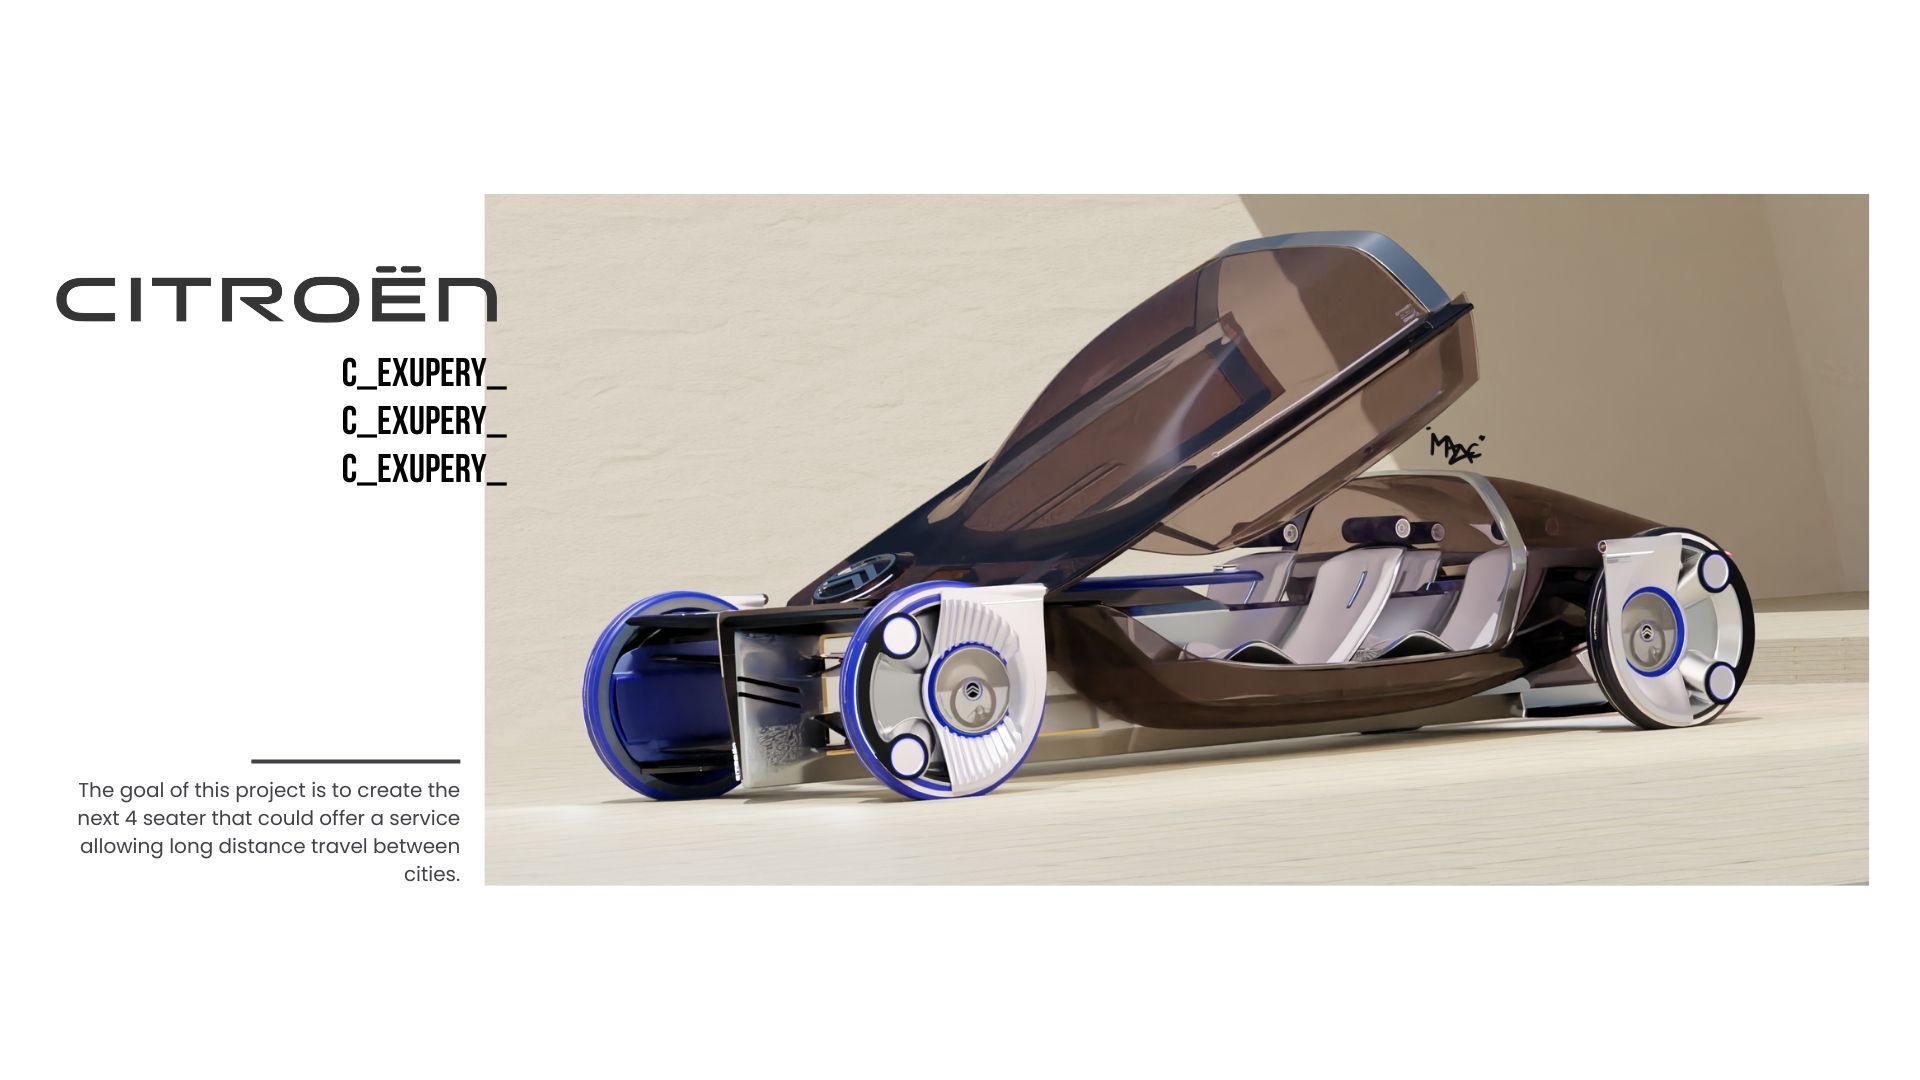 CITROËN
C_EXUPERY_
C_EXUPERY_
C_EXUPERY_
"MAZE"
The goal of this project is to create the
next 4 seater that could offer a service
allowing long distance travel between
cities.